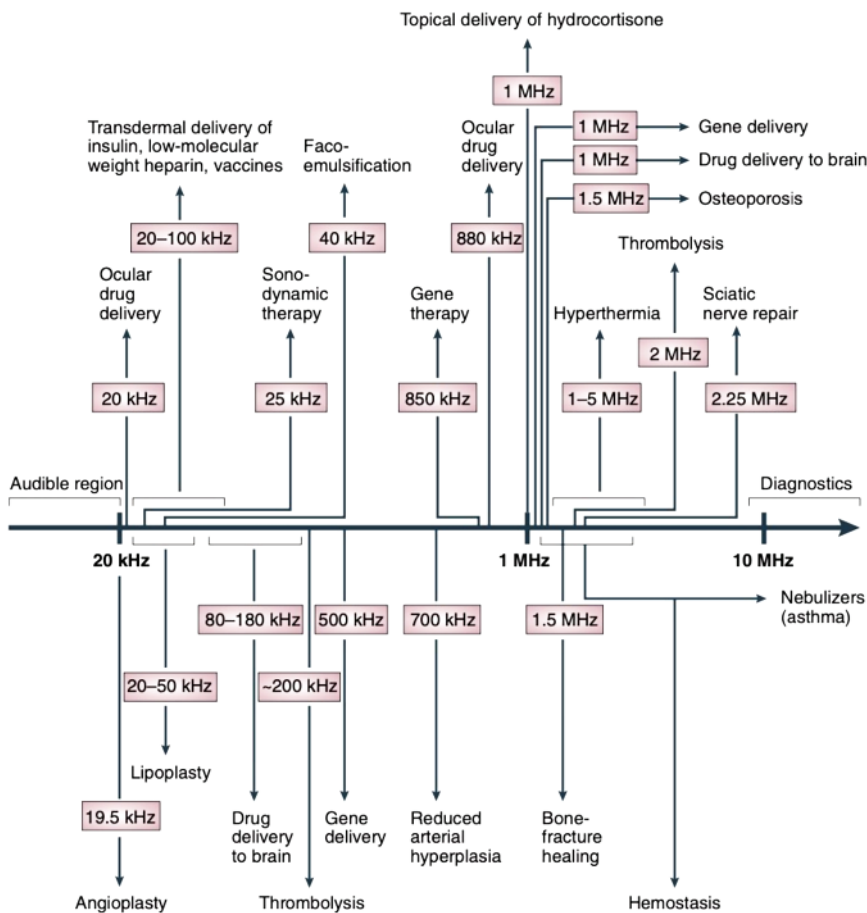 Topical delivery of hydrocortisone
1 MHz
Transdermal delivery of
insulin, low-molecular
weight heparin, vaccines
20–100 kHz
Faco-
emulsification
40 kHz
Ocular
drug
delivery
880 kHz
1 MHz
Gene delivery
1 MHz
Drug delivery to brain
1.5 MHz
Osteoporosis
Ocular
drug
delivery
20 kHz
Sono-
dynamic
therapy
25 kHz
Gene
therapy
850 kHz
Hyperthermia
1–5 MHz
Thrombolysis
2 MHz
Sciatic
nerve repair
2.25 MHz
Audible region
Diagnostics
20 kHz
1 MHz
10 MHz
Nebulizers
(asthma)
80–180 kHz
500 kHz
700 kHz
1.5 MHz
20–50 kHz
~200 kHz
Lipoplasty
19.5 kHz
Drug
delivery
to brain
Gene
delivery
Reduced
arterial
hyperplasia
Bone-
fracture
healing
Angioplasty
Thrombolysis
Hemostasis